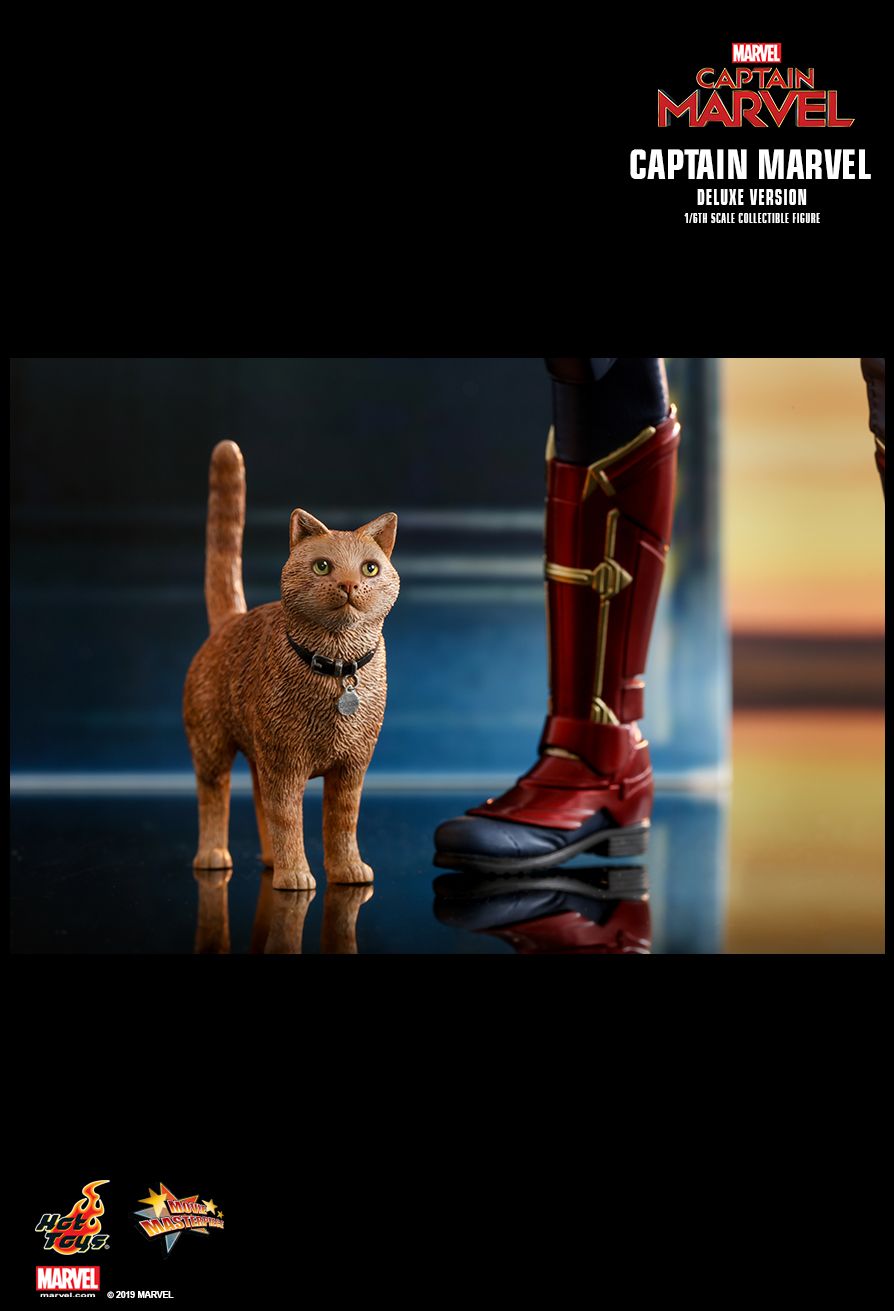 MARVEL
CAPTAIN
MARVEL
CAPTAIN MARVEL
DELUXE VERSION
1/6TH SCALE COLLECTIBLE FIGURE
Hot
Toys
MOVIE
MASTERPIECE
MARVEL
marvel.com
© 2019 MARVEL